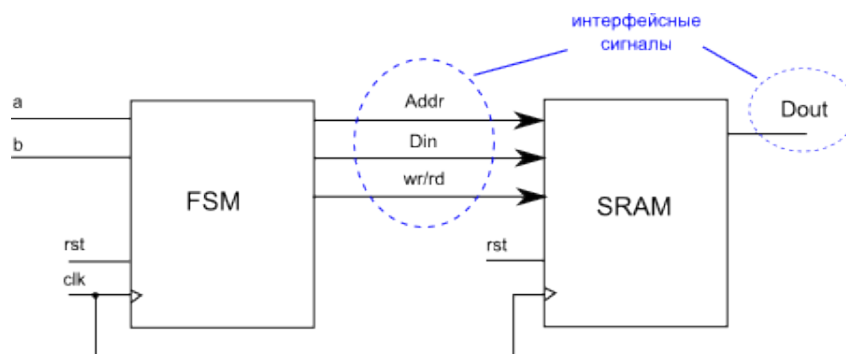 интерфейсные
сигналы
a
b
Addr
Din
wr/rd
Dout
FSM
SRAM
rst
clk
rst